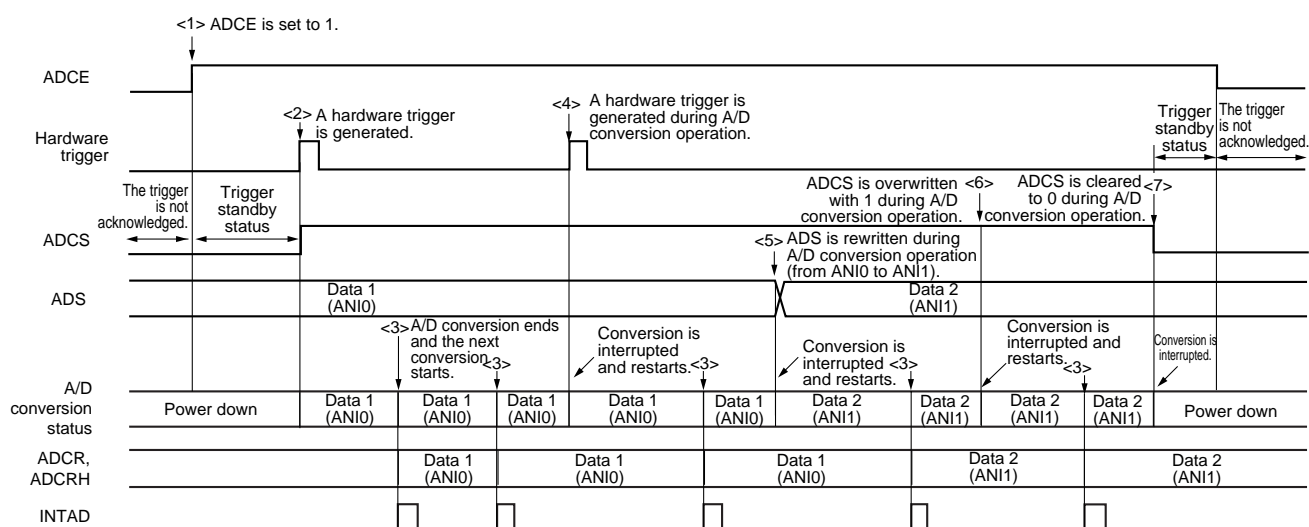 <1> ADCE is set to 1.
ADCE
<2> A hardware trigger
is generated.
<4> A hardware trigger is
generated during A/D
conversion operation.
Trigger
standby
status
The trigger
is not
acknowledged.
Hardware
trigger
The trigger
is not
acknowledged.
Trigger
standby
status
ADCS is overwritten <6>
with 1 during A/D
conversion operation.
ADCS is cleared <7>
to 0 during A/D
conversion operation.
ADCS
<5> ADS is rewritten during
A/D conversion operation
(from ANI0 to ANI1).
ADS
Data 1
(ANI0)
Data 2
(ANI1)
<3> A/D conversion ends
and the next
conversion
starts.
<3>
Conversion is
interrupted
and restarts.
<3>
Conversion is
interrupted
and restarts.
<3>
Conversion is
interrupted and
restarts.
<3>
Conversion is
interrupted.
A/D
conversion
status
Power down
Data 1
(ANI0)
Data 1
(ANI0)
Data 1
(ANI0)
Data 1
(ANI0)
Data 1
(ANI0)
Data 2
(ANI1)
Data 2
(ANI1)
Data 2
(ANI1)
Data 2
(ANI1)
Power down
ADCR,
ADCRH
Data 1
(ANI0)
Data 1
(ANI0)
Data 1
(ANI0)
Data 2
(ANI1)
Data 2
(ANI1)
INTAD